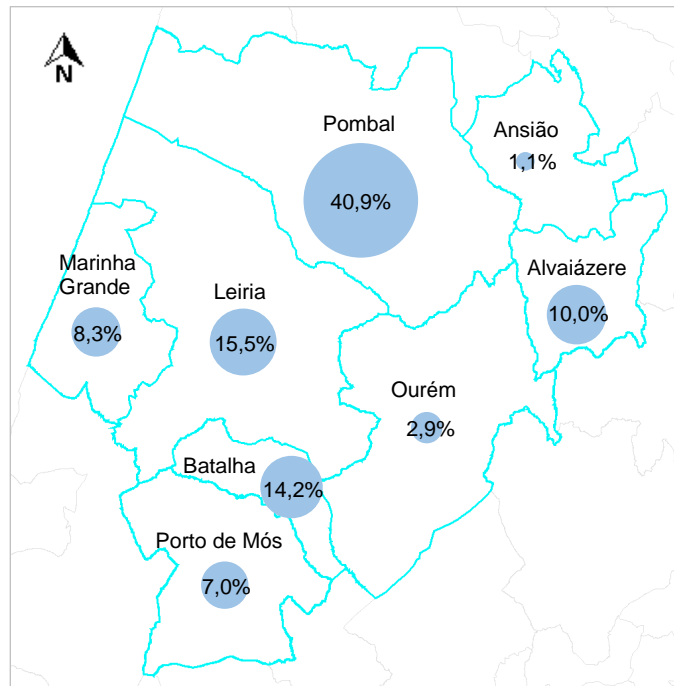 N
Pombal
40,9%
Ansião
1,1%
Marinha
Grande
8,3%
Leiria
15,5%
Alvaiázere
10,0%
Ourém
2,9%
Batalha
14,2%
Porto de Mós
7,0%